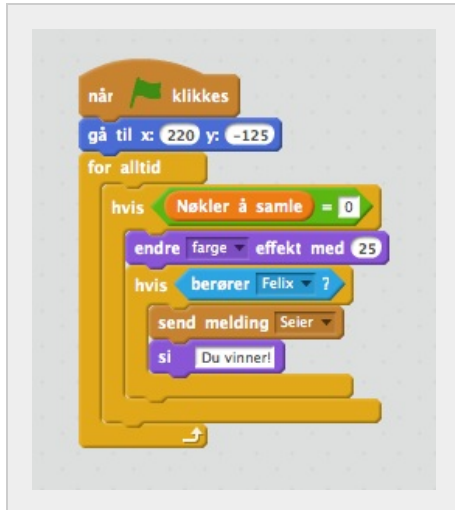 når klikkes
gå til x: 220 y: -125
for alltid
hvis Nøkler å samle = 0
endre farge effekt med 25
hvis berører Felix ?
send melding Seier
si Du vinner!